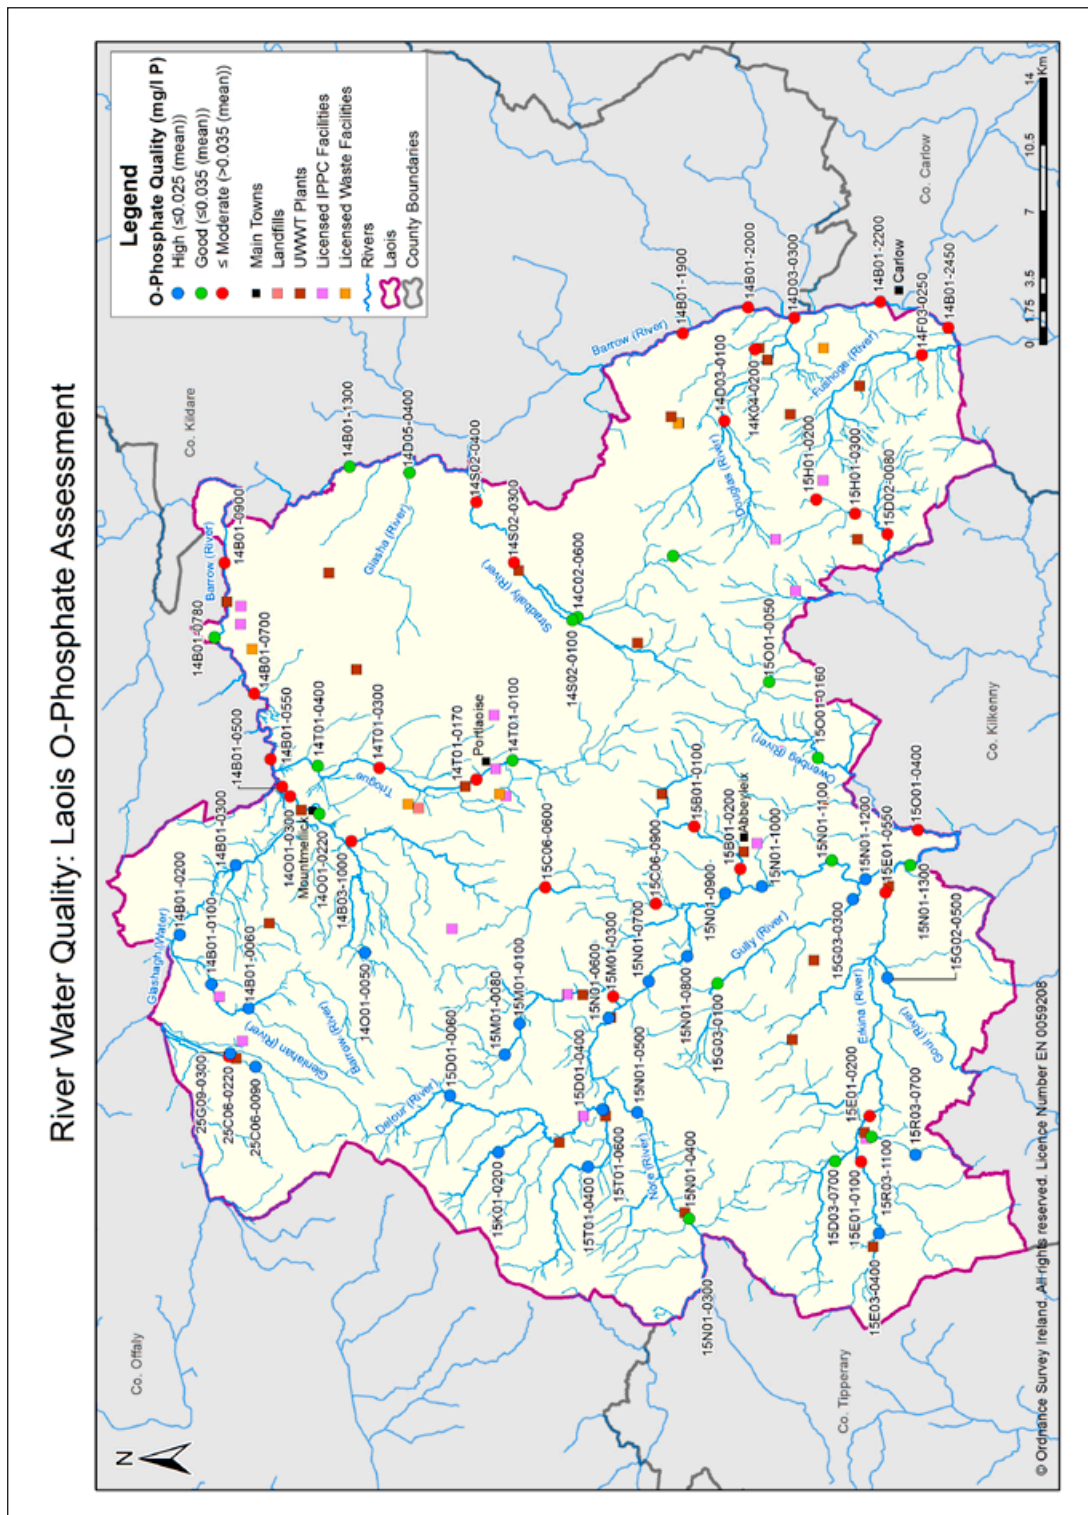 River Water Quality: Laois O-Phosphate Assessment
N
Co. Offaly
Co. Kildare
Co. Carlow
Co. Kilkenny
Co. Tipperary
Legend
O-Phosphate Quality (mg/l P)
High (≤0.025 (mean))
Good (≤0.035 (mean))
≤ Moderate (>0.035 (mean))
Main Towns
Landfills
UWWT Plants
Licensed IPPC Facilities
Licensed Waste Facilities
Rivers
Laois
County Boundaries
25G09-0300
25C06-0220
25C06-0090
Glashagh/Water
14B01-0200
14B01-0100
14B01-0060
14B01-0300
Glenlahan (River)
Barrow (River)
14O01-0050
14O01-0300
Mountmellick
14O01-0220
14B03-1000
14B01-0500
14B01-0550
14B01-0700
14B01-0780
Barrow (River)
14B01-0900
14T01-0400
14T01-0300
Triogue
14T01-0170
Portlaoise
14T01-0100
14B01-1300
14D05-0400
Glasha (River)
14S02-0400
14S02-0300
Stradbally (River)
14C02-0600
14S02-0100
Barrow (River)
14B01-1900
14B01-2000
14D03-0300
14B01-2200
Carlow
14F03-0250
14B01-2450
14D03-0100
14K04-0200
Douglas (River)
Fushoge (River)
15H01-0200
15H01-0300
15D02-0080
15O01-0050
15O01-0160
Owenbeg (River)
15O01-0400
15C06-0600
15C06-0900
15B01-0100
15B01-0200
Abbeyleix
15N01-1000
15N01-0900
15N01-1100
15N01-1200
15E01-0550
15N01-1300
15G02-0500
15G03-0300
Gully (River)
15G03-0100
15N01-0800
15N01-0700
15M01-0300
15N01-0600
15M01-0100
15M01-0080
15D01-0060
Delour (River)
15D01-0400
15N01-0500
15K01-0200
15T01-0400
15T01-0600
Nore (River)
15N01-0400
15N01-0300
Erkina (River)
Goul (River)
15E01-0200
15R03-0700
15R03-1100
15D03-0700
15E01-0100
15E03-0400
0 1.75 3.5 7 10.5 14
Km
© Ordnance Survey Ireland. All rights reserved. Licence Number EN 0059208